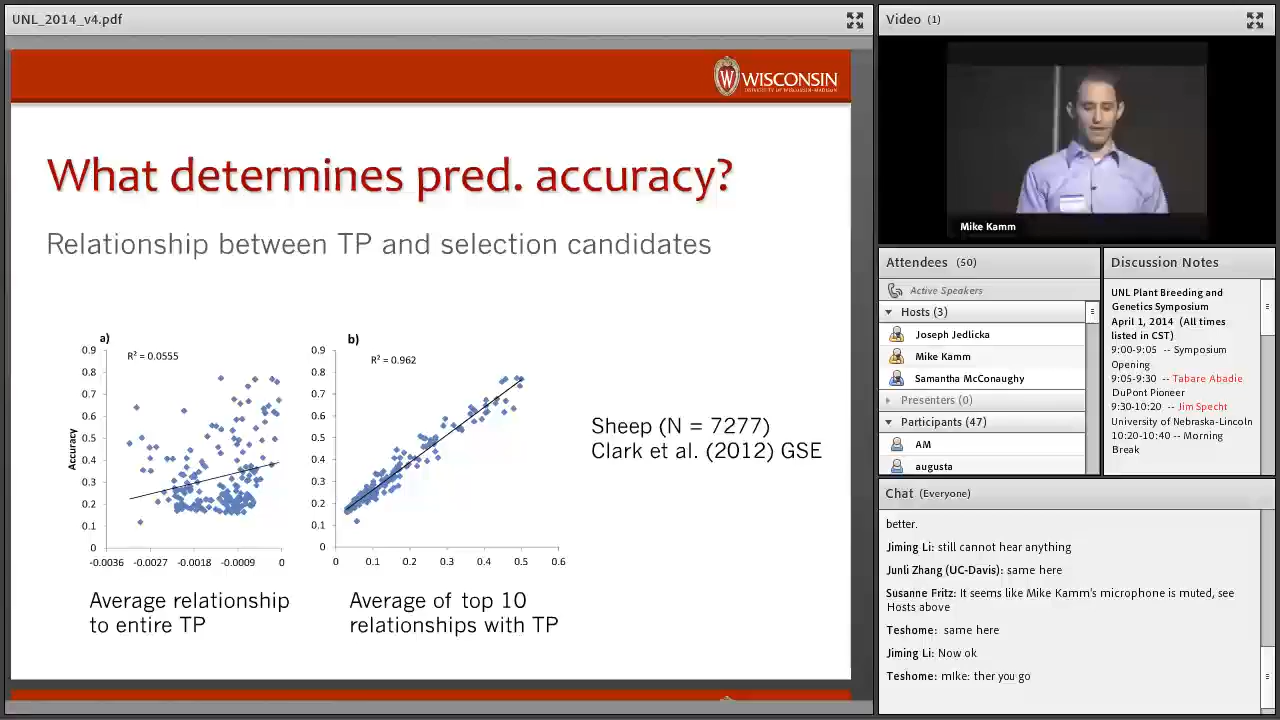 UNL_2014_v4.pdf
WISCONSIN
UNIVERSITY OF WISCONSIN-MADISON
What determines pred. accuracy?
Relationship between TP and selection candidates
a)
R² = 0.0555
Accuracy
0.9
0.8
0.7
0.6
0.5
0.4
0.3
0.2
0.1
0
-0.0036 -0.0027 -0.0018 -0.0009 0
Average relationship
to entire TP
b)
R² = 0.962
0.9
0.8
0.7
0.6
0.5
0.4
0.3
0.2
0.1
0
0 0.1 0.2 0.3 0.4 0.5 0.6
Average of top 10
relationships with TP
Sheep (N = 7277)
Clark et al. (2012) GSE
Video (1)
Mike Kamm
Attendees (50)
Active Speakers
Hosts (3)
Joseph Jedlicka
Mike Kamm
Samantha McConaughy
Presenters (0)
Participants (47)
AM
augusta
Discussion Notes
UNL Plant Breeding and
Genetics Symposium
April 1, 2014 (All times
listed in CST)
9:00-9:05 -- Symposium
Opening
9:05-9:30 -- Tabare Abadie
DuPont Pioneer
9:30-10:20 -- Jim Specht
University of Nebraska-Lincoln
10:20-10:40 -- Morning
Break
Chat (Everyone)
better.
Jiming Li: still cannot hear anything
Junli Zhang (UC-Davis): same here
Susanne Fritz: It seems like Mike Kamm's microphone is muted, see
Hosts above
Teshome: same here
Jiming Li: Now ok
Teshome: mIke: ther you go